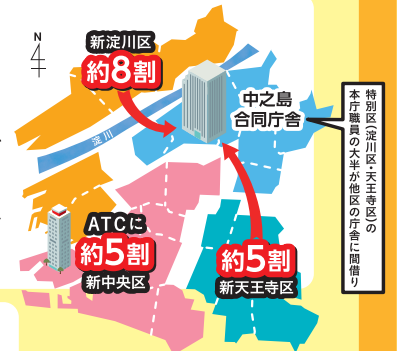 N
新淀川区
約8割
淀川
中之島
合同庁舎
特別区(淀川区・天王寺区)の
本庁職員の大半が他区の庁舎に間借り
ATCに
約5割
新中央区
約5割
新天王寺区